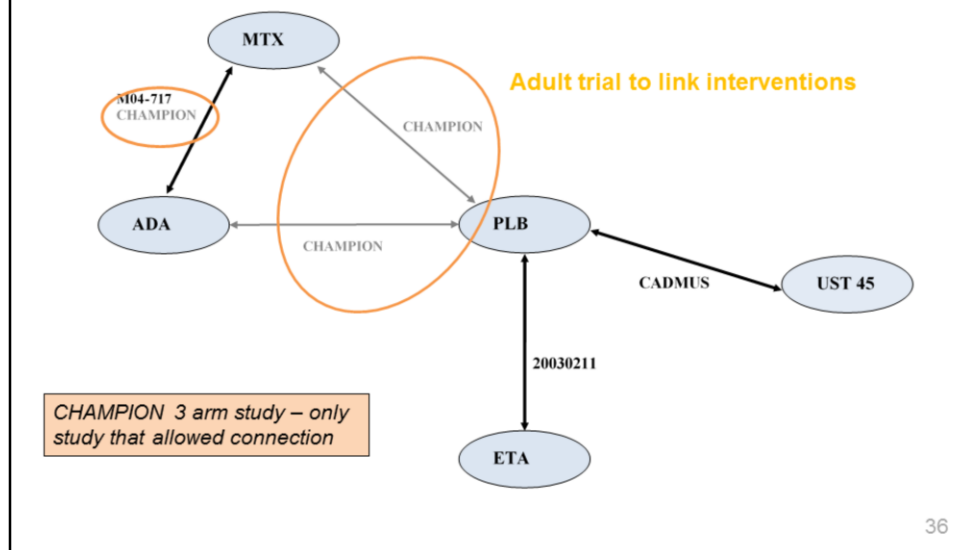 MTX
Adult trial to link interventions
M04-717
CHAMPION
CHAMPION
ADA
PLB
CHAMPION
CADMUS
UST 45
20030211
CHAMPION 3 arm study – only
study that allowed connection
ETA
36